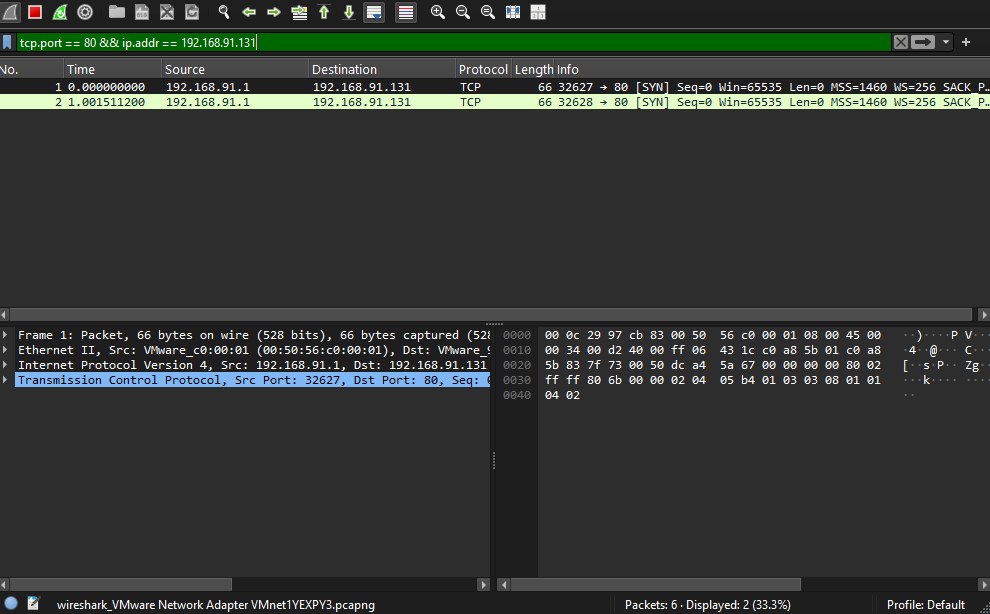 tcp.port == 80 && ip.addr == 192.168.91.131
No. Time Source Destination Protocol Length Info
1 0.000000000 192.168.91.1 192.168.91.131 TCP 66 32627 → 80 [SYN] Seq=0 Win=65535 Len=0 MSS=1460 WS=256 SACK_P…
2 1.001511200 192.168.91.1 192.168.91.131 TCP 66 32628 → 80 [SYN] Seq=0 Win=65535 Len=0 MSS=1460 WS=256 SACK_P…
Frame 1: Packet, 66 bytes on wire (528 bits), 66 bytes captured (528
Ethernet II, Src: VMware_c0:00:01 (00:50:56:c0:00:01), Dst: VMware_9
Internet Protocol Version 4, Src: 192.168.91.1, Dst: 192.168.91.131
Transmission Control Protocol, Src Port: 32627, Dst Port: 80, Seq: 0
0000 00 0c 29 97 cb 83 00 50 56 c0 00 01 08 00 45 00 ··)····P V·····E·
0010 00 34 00 d2 40 00 ff 06 43 1c c0 a8 5b 01 c0 a8 ·4··@··· C···[···
0020 5b 83 7f 73 00 50 dc a4 5a 67 00 00 00 00 80 02 [··s·P·· Zg······
0030 ff ff 80 6b 00 00 02 04 05 b4 01 03 03 08 01 01 ···k···· ········
0040 04 02 ··
wireshark_VMware Network Adapter VMnet1YEXPY3.pcapng
Packets: 6 · Displayed: 2 (33.3%)
Profile: Default